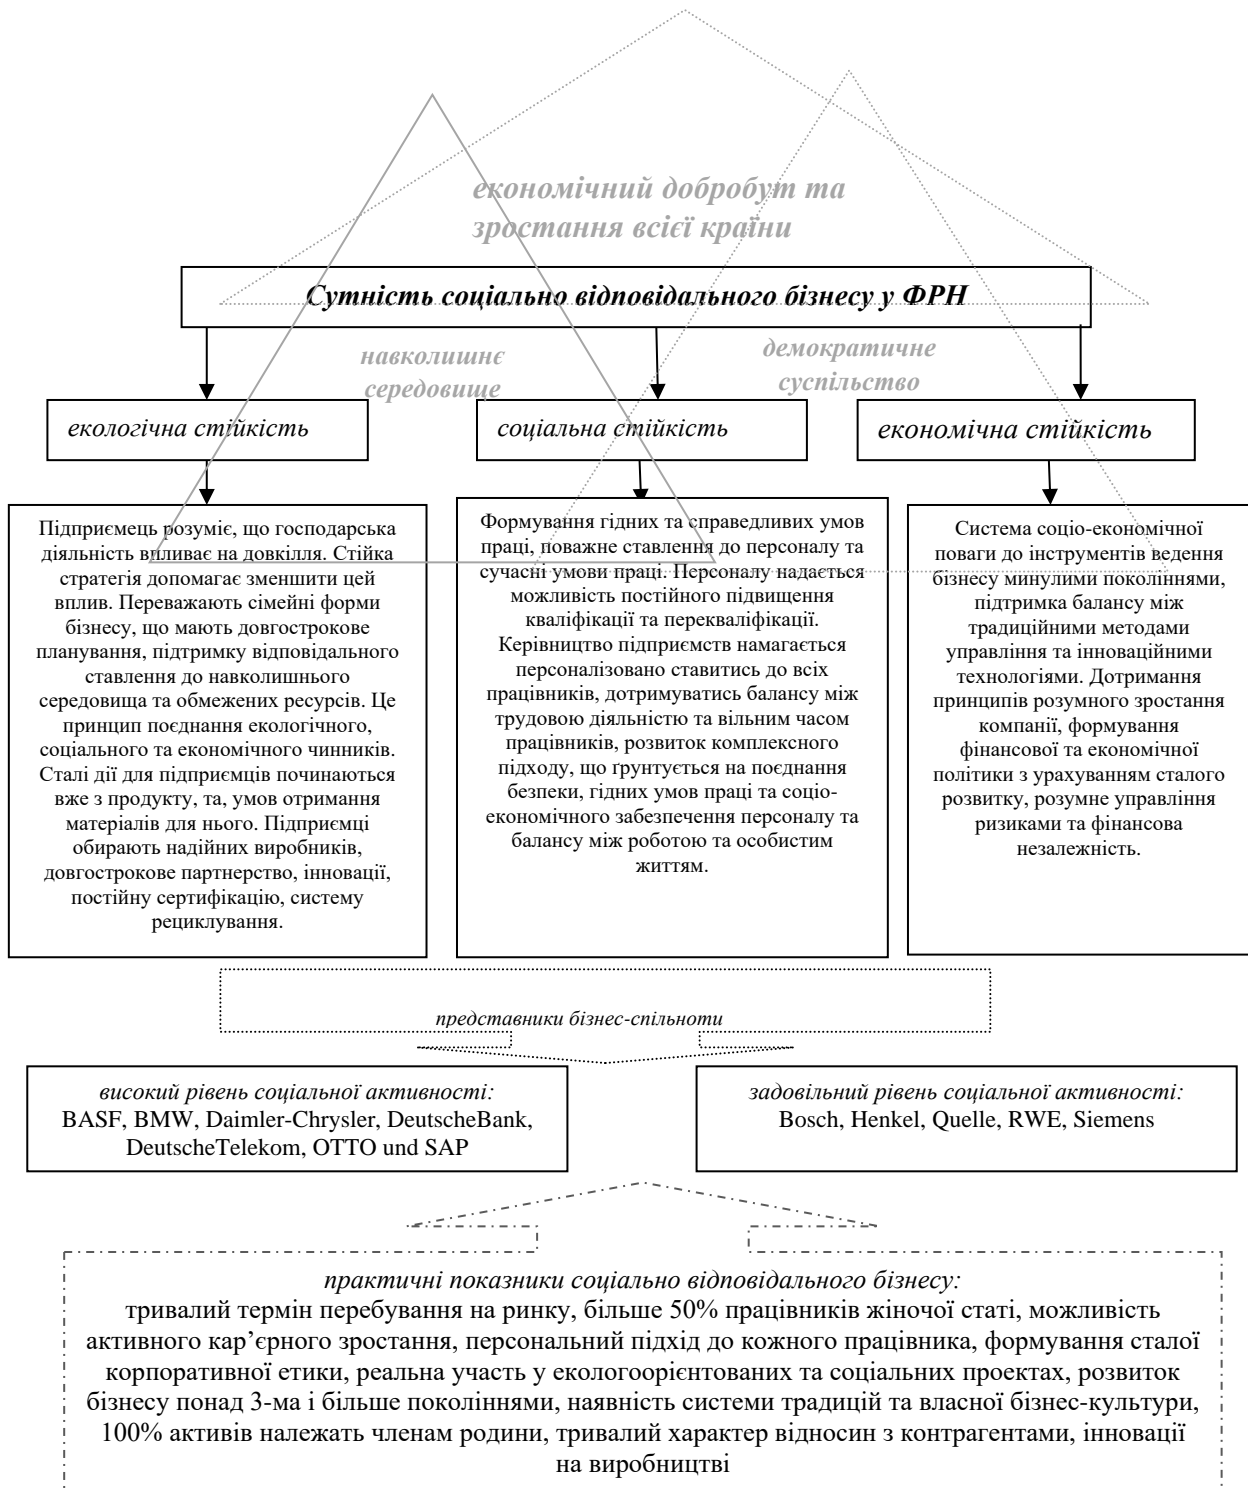 економічний добробут та
зростання всієї країни
Сутність соціально відповідального бізнесу у ФРН
навколишнє
середовище
демократичне
суспільство
екологічна стійкість
соціальна стійкість
економічна стійкість
Підприємець розуміє, що господарська
діяльність впливає на довкілля. Стійка
стратегія допомагає зменшити цей
вплив. Переважають сімейні форми
бізнесу, що мають довгострокове
планування, підтримку відповідального
ставлення до навколишнього
середовища та обмежених ресурсів. Це
принцип поєднання екологічного,
соціального та економічного чинників.
Сталі дії для підприємців починаються
вже з продукту, та, умов отримання
матеріалів для нього. Підприємці
обирають надійних виробників,
довгострокове партнерство, інновації,
постійну сертифікацію, систему
рециклування.
Формування гідних та справедливих умов
праці, поважне ставлення до персоналу та
сучасні умови праці. Персоналу надається
можливість постійного підвищення
кваліфікації та перекваліфікації.
Керівництво підприємств намагається
персоналізовано ставитись до всіх
працівників, дотримуватись балансу між
трудовою діяльністю та вільним часом
працівників, розвиток комплексного
підходу, що ґрунтується на поєднання
безпеки, гідних умов праці та соціо-
економічного забезпечення персоналу та
балансу між роботою та особистим
життям.
Система соціо-економічної
поваги до інструментів ведення
бізнесу минулими поколіннями,
підтримка балансу між
традиційними методами
управління та інноваційними
технологіями. Дотримання
принципів розумного зростання
компанії, формування
фінансової та економічної
політики з урахуванням сталого
розвитку, розумне управління
ризиками та фінансова
незалежність.
представники бізнес-спільноти
високий рівень соціальної активності:
BASF, BMW, Daimler-Chrysler, DeutscheBank,
DeutscheTelekom, OTTO und SAP
задовільний рівень соціальної активності:
Bosch, Henkel, Quelle, RWE, Siemens
практичні показники соціально відповідального бізнесу:
тривалий термін перебування на ринку, більше 50% працівників жіночої статі, можливість
активного кар’єрного зростання, персональний підхід до кожного працівника, формування сталої
корпоративної етики, реальна участь у екологоорієнтованих та соціальних проектах, розвиток
бізнесу понад 3-ма і більше поколіннями, наявність системи традицій та власної бізнес-культури,
100% активів належать членам родини, тривалий характер відносин з контрагентами, інновації
на виробництві